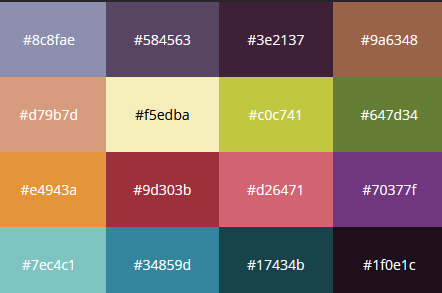 #8c8fae #584563 #3e2137 #9a6348
#d79b7d #f5edba #c0c741 #647d34
#e4943a #9d303b #d26471 #70377f
#7ec4c1 #34859d #17434b #1f0e1c